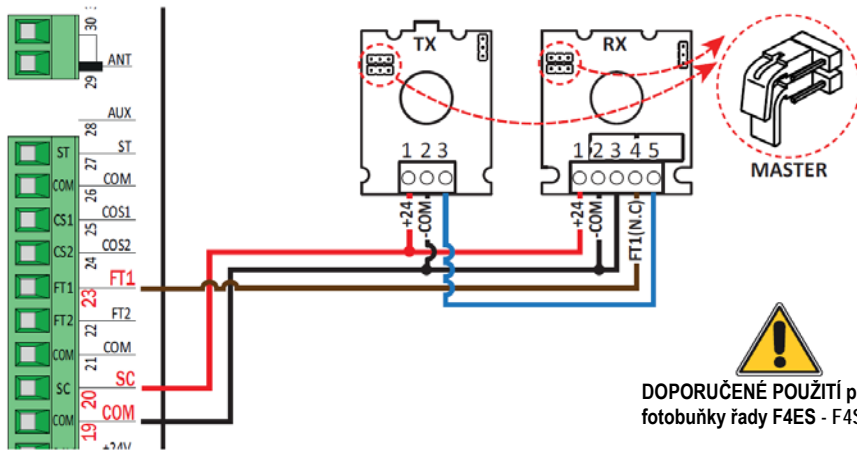 30
29 ANT
28 AUX
ST 27 ST
COM 26 COM
CS1 25 COS1
CS2 24 COS2
FT1 23 FT1
FT2 22 FT2
COM 21 COM
SC 20 SC
COM 19 COM
+24V
TX
1 2 3
+24
-COM
RX
1 2 3 4 5
+24
-COM
FT1(N.C)
MASTER
DOPORUČENÉ POUŽITÍ p
fotobuňky řady F4ES - F4S